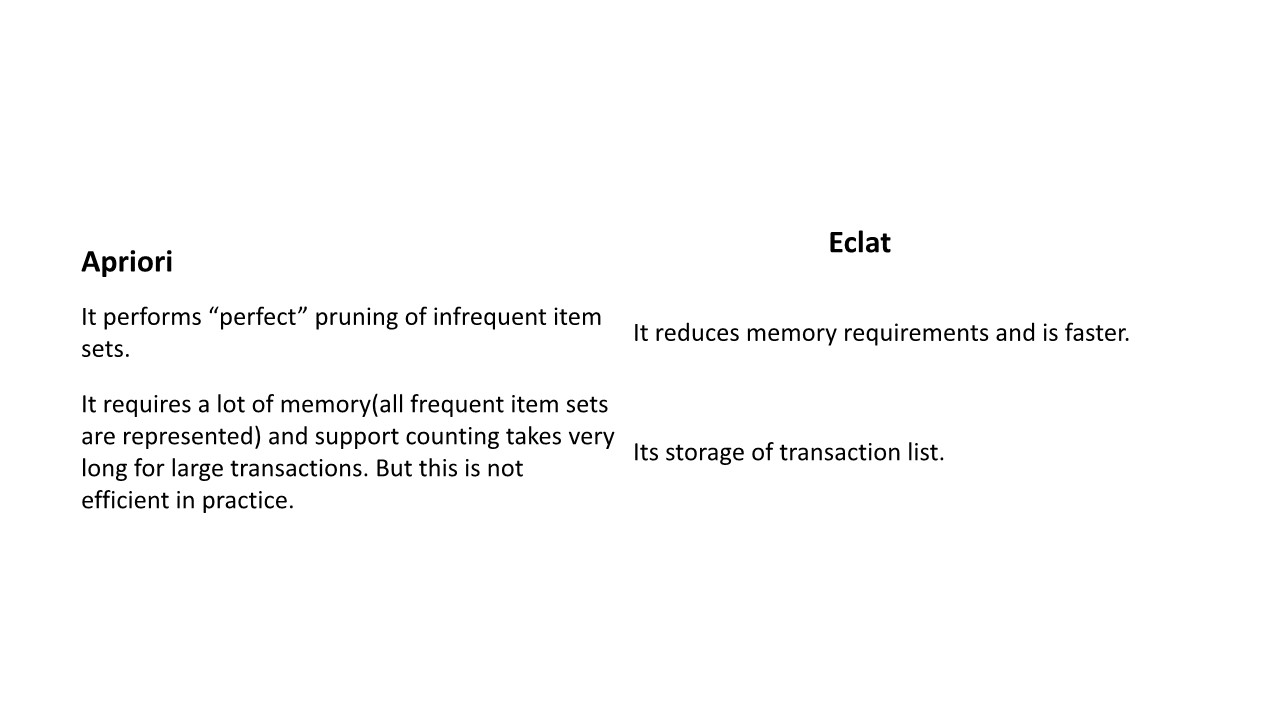 Apriori
It performs “perfect” pruning of infrequent item
sets.
It requires a lot of memory(all frequent item sets
are represented) and support counting takes very
long for large transactions. But this is not
efficient in practice.
Eclat
It reduces memory requirements and is faster.
Its storage of transaction list.